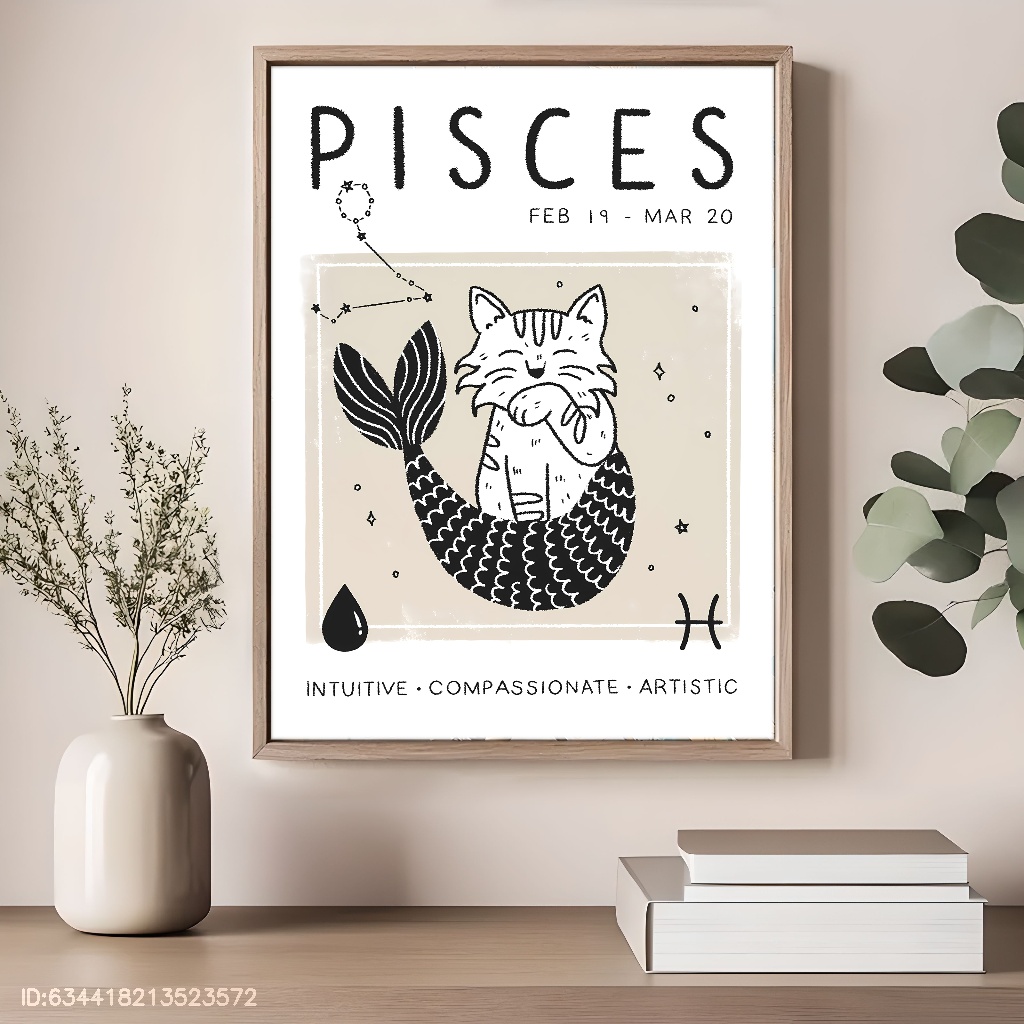 PISCES
FEB 19 - MAR 20
INTUITIVE · COMPASSIONATE · ARTISTIC
ID:634418213523572